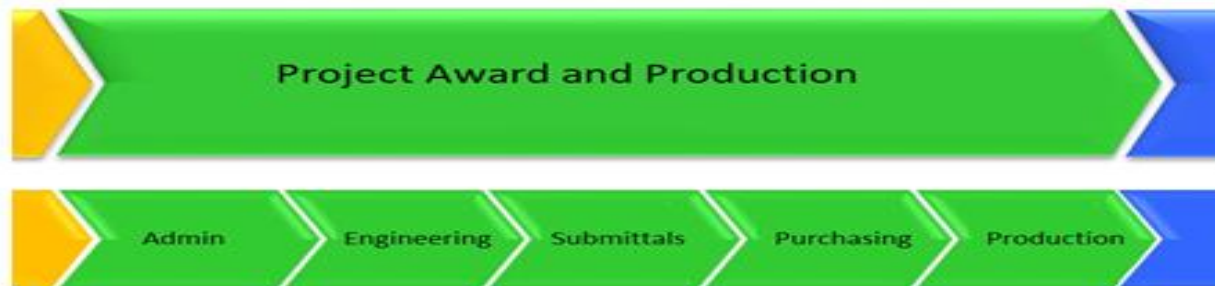 Project Award and Production
Admin Engineering Submittals Purchasing Production